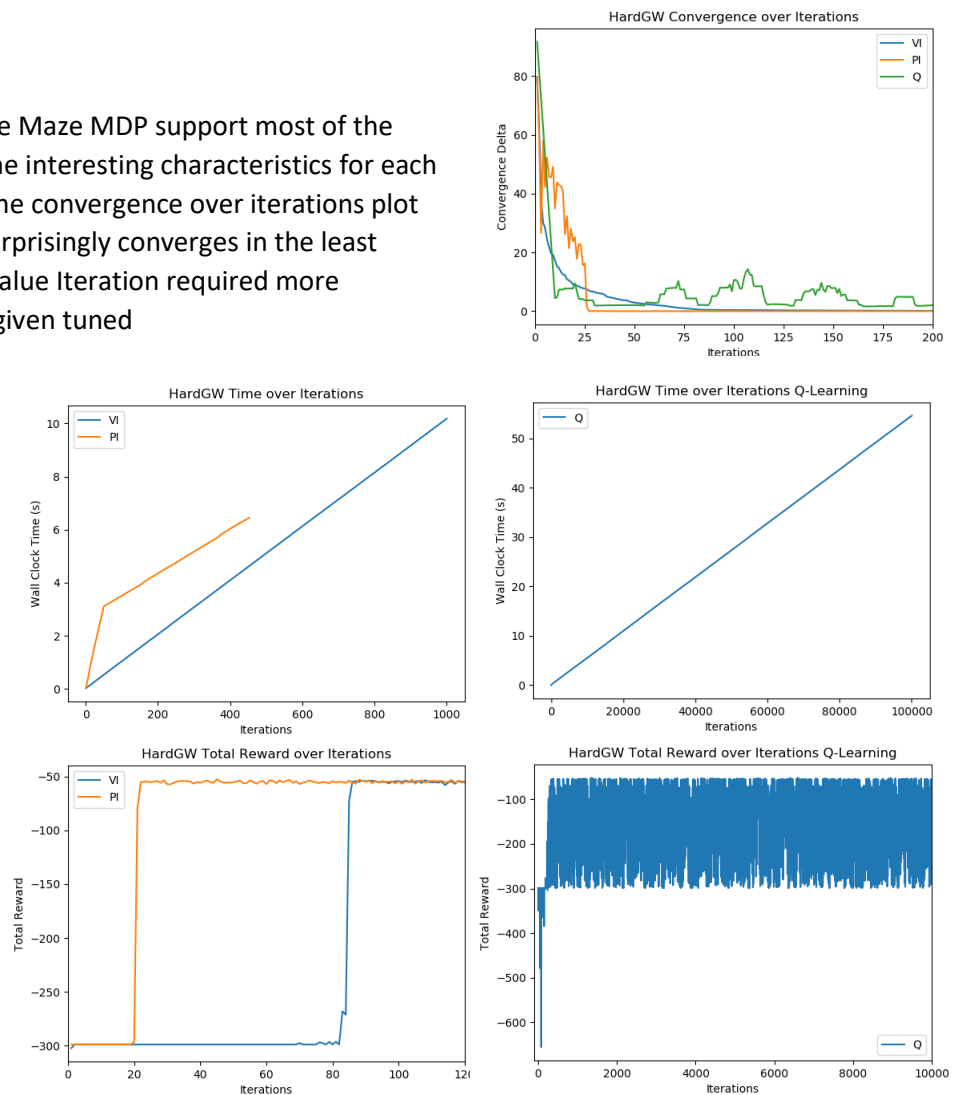 HardGW Convergence over Iterations
VI
PI
Q
80
60
40
20
0
Convergence Delta
0 25 50 75 100 125 150 175 200
Iterations
e Maze MDP support most of the
ne interesting characteristics for each
he convergence over iterations plot
rprisingly converges in the least
alue Iteration required more
given tuned
HardGW Time over Iterations
VI
PI
10
8
6
4
2
0
Wall Clock Time (s)
0 200 400 600 800 1000
Iterations
HardGW Time over Iterations Q-Learning
Q
50
40
30
20
10
0
Wall Clock Time (s)
0 20000 40000 60000 80000 100000
Iterations
HardGW Total Reward over Iterations
VI
PI
−50
−100
−150
−200
−250
−300
Total Reward
0 20 40 60 80 100 120
Iterations
HardGW Total Reward over Iterations Q-Learning
−100
−200
−300
−400
−500
−600
Total Reward
Q
0 2000 4000 6000 8000 10000
Iterations